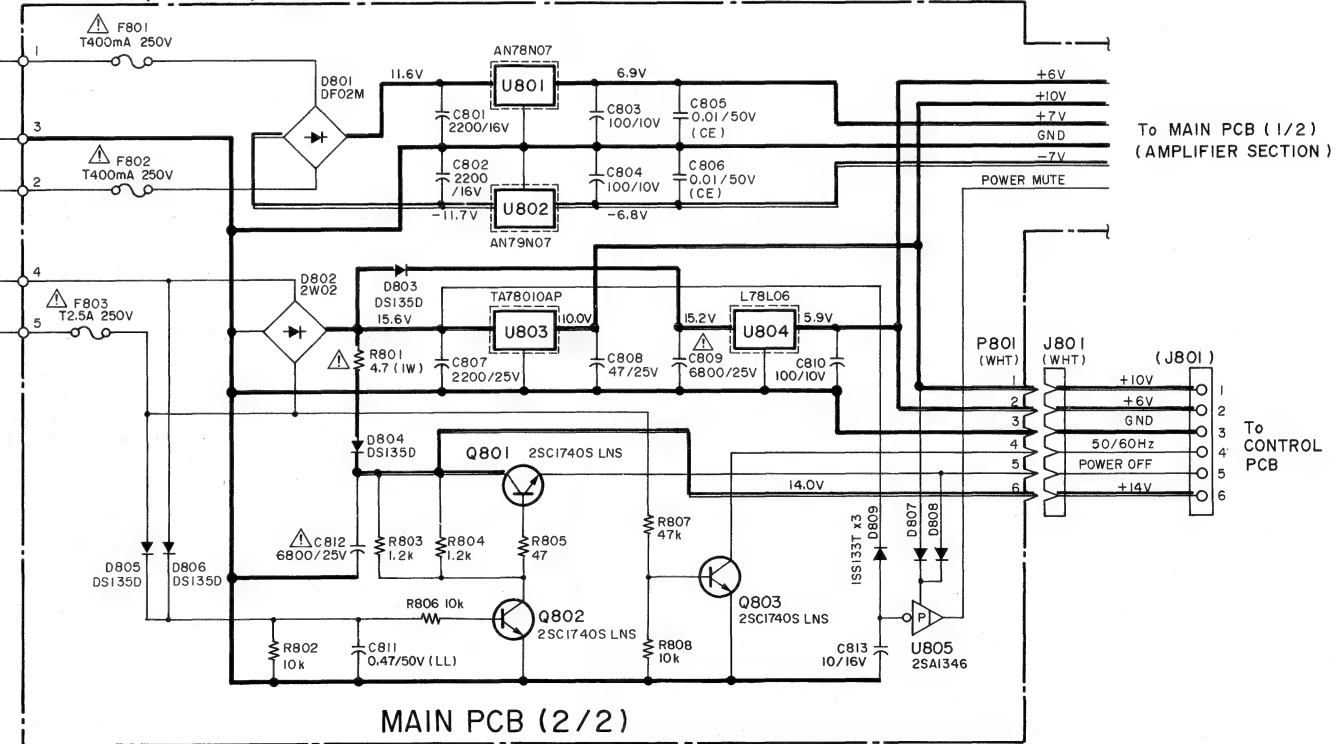 F801
T400mA 250V
1
D801
DF02M
11.6V
AN78N07
U801
6.9V
C801
2200/16V
C803
100/10V
C805
0.01/50V
(CE)
+6V
+10V
+7V
GND
-7V
POWER MUTE
To MAIN PCB (1/2)
(AMPLIFIER SECTION)
3
F802
T400mA 250V
2
C802
2200
/16V
C804
100/10V
C806
0.01/50V
(CE)
-11.7V
U802
-6.8V
AN79N07
4
F803
T2.5A 250V
5
D802
2W02
D803
DS135D
15.6V
TA78010AP
U803
10.0V
15.2V
L78L06
U804
5.9V
R801
4.7 (1W)
C807
2200/25V
C808
47/25V
C809
6800/25V
C810
100/10V
P801
(WHT)
J801
(WHT)
(J801)
1
+10V
1
2
+6V
2
3
GND
3
4
50/60Hz
4
5
POWER OFF
5
6
+14V
6
To
CONTROL
PCB
D804
DS135D
Q801
2SC1740S LNS
14.0V
C812
6800/25V
R803
1.2k
R804
1.2k
R805
47
R807
47k
D809
D807
D808
1SS133T x3
D805
DS135D
D806
DS135D
R806 10k
Q802
2SC1740S LNS
Q803
2SC1740S LNS
P
U805
2SA1346
R802
10k
C811
0.47/50V (LL)
R808
10k
C813
10/16V
MAIN PCB (2/2)